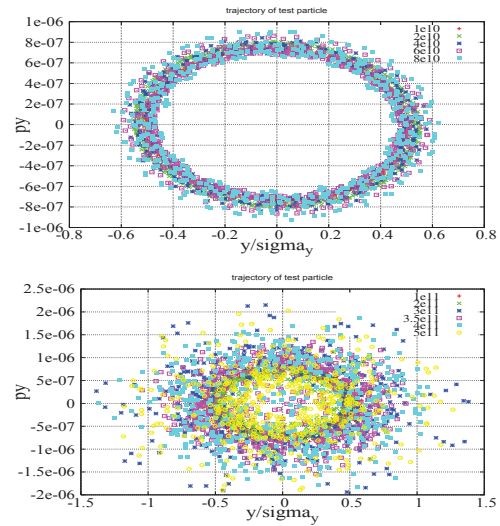 trajectory of test particle
1e-06
8e-07
6e-07
4e-07
2e-07
0
-2e-07
-4e-07
-6e-07
-8e-07
-1e-06
py
1e10
2e10
4e10
6e10
8e10
-0.8 -0.6 -0.4 -0.2 0 0.2 0.4 0.6 0.8
y/sigmay
trajectory of test particle
2.5e-06
2e-06
1.5e-06
1e-06
5e-07
0
-5e-07
-1e-06
-1.5e-06
-2e-06
py
1e11
2e11
3e11
3.5e11
4e11
5e11
-1.5 -1 -0.5 0 0.5 1 1.5
y/sigmay